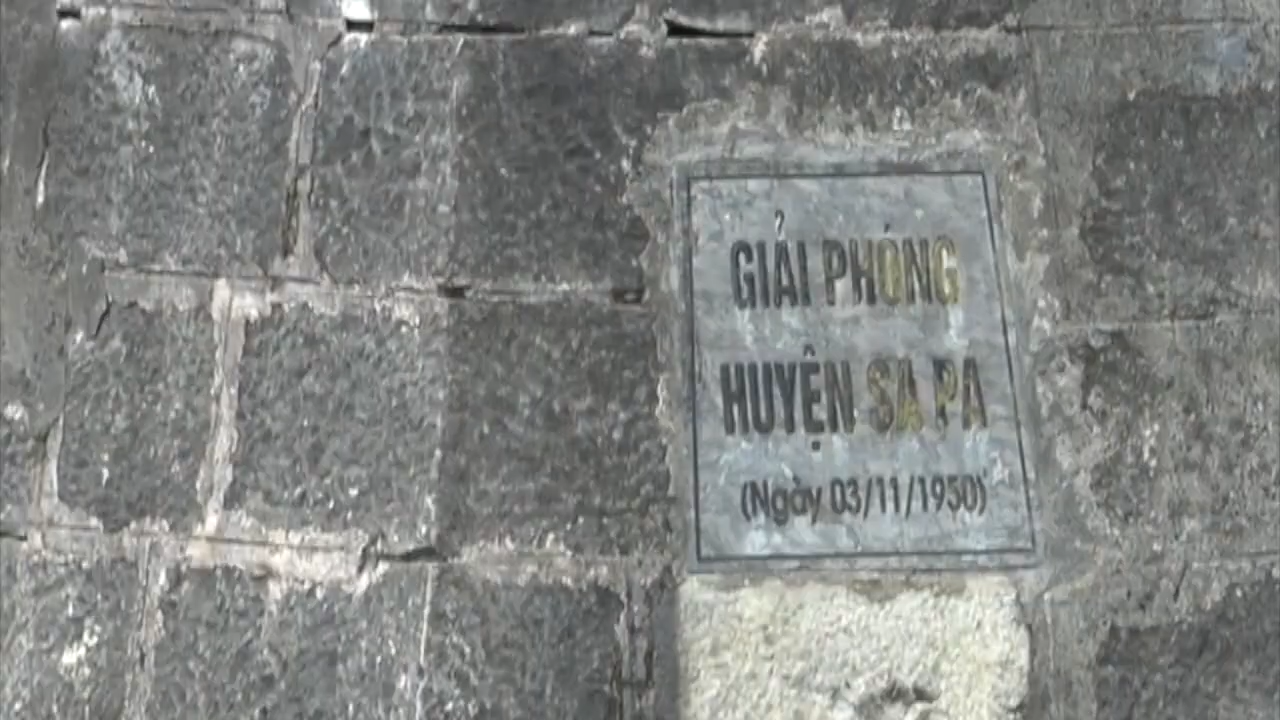 GIẢI PHÓNG
HUYỆN SA PA
(Ngày 03/11/1950)